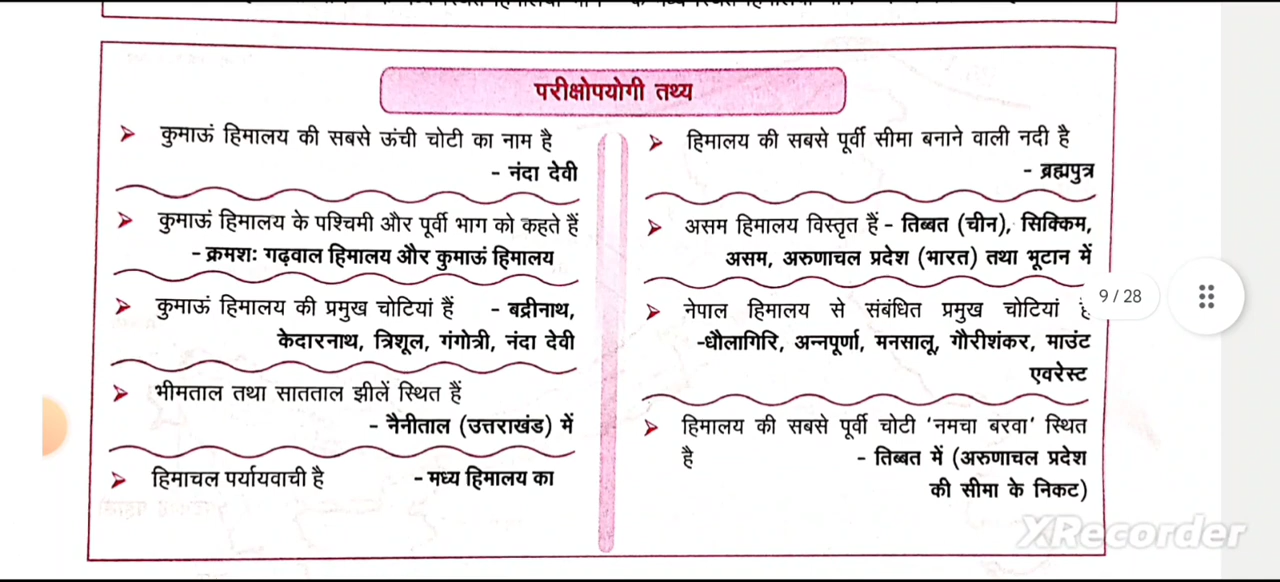 परीक्षोपयोगी तथ्य
➢ कुमाऊं हिमालय की सबसे ऊंची चोटी का नाम है
- नंदा देवी
➢ कुमाऊं हिमालय के पश्चिमी और पूर्वी भाग को कहते हैं
- क्रमशः गढ़वाल हिमालय और कुमाऊं हिमालय
➢ कुमाऊं हिमालय की प्रमुख चोटियां हैं - बद्रीनाथ,
केदारनाथ, त्रिशूल, गंगोत्री, नंदा देवी
➢ भीमताल तथा सातताल झीलें स्थित हैं
- नैनीताल (उत्तराखंड) में
➢ हिमाचल पर्यायवाची है - मध्य हिमालय का
➢ हिमालय की सबसे पूर्वी सीमा बनाने वाली नदी है
- ब्रह्मपुत्र
➢ असम हिमालय विस्तृत हैं - तिब्बत (चीन), सिक्किम,
असम, अरुणाचल प्रदेश (भारत) तथा भूटान में
➢ नेपाल हिमालय से संबंधित प्रमुख चोटियां
-धौलागिरि, अन्नपूर्णा, मनसालू, गौरीशंकर, माउंट
एवरेस्ट
➢ हिमालय की सबसे पूर्वी चोटी 'नमचा बरवा' स्थित
है - तिब्बत में (अरुणाचल प्रदेश
की सीमा के निकट)
9 / 28
XRecorder